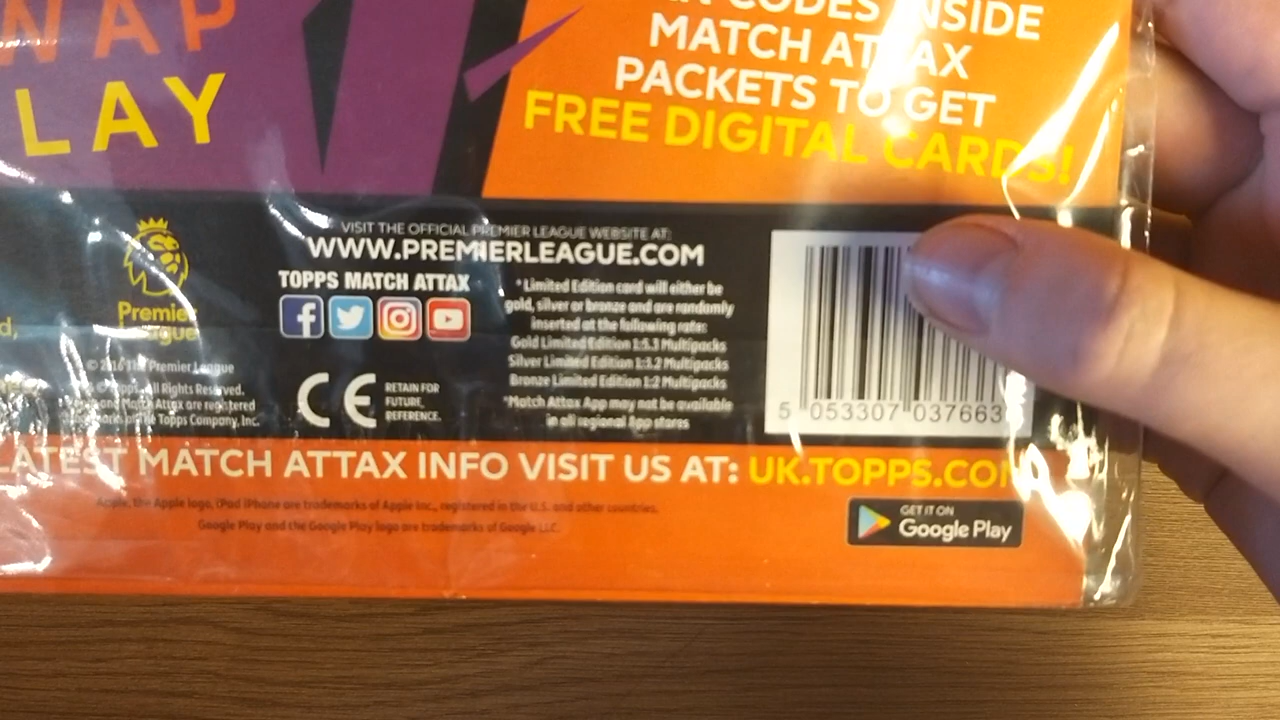 WAP
LAY
CODES INSIDE
MATCH ATTAX
PACKETS TO GET
FREE DIGITAL CARDS!
VISIT THE OFFICIAL PREMIER LEAGUE WEBSITE AT:
WWW.PREMIERLEAGUE.COM
Premier
League
TOPPS MATCH ATTAX
*Limited Edition card will either be
gold, silver or bronze and are randomly
inserted at the following rate:
Gold Limited Edition 1:5.3 Multipacks
Silver Limited Edition 1:3.2 Multipacks
Bronze Limited Edition 1:2 Multipacks
*Match Attax App may not be available
in all regional App stores
© 2016 The Premier League
Topps. All Rights Reserved.
and Match Attax are registered
of The Topps Company, Inc.
CE
RETAIN FOR
FUTURE
REFERENCE.
5 053307 037663
LATEST MATCH ATTAX INFO VISIT US AT: UK.TOPPS.COM
Apple, the Apple logo, iPod iPhone are trademarks of Apple Inc., registered in the U.S. and other countries.
Google Play and the Google Play logo are trademarks of Google LLC.
GET IT ON
Google Play